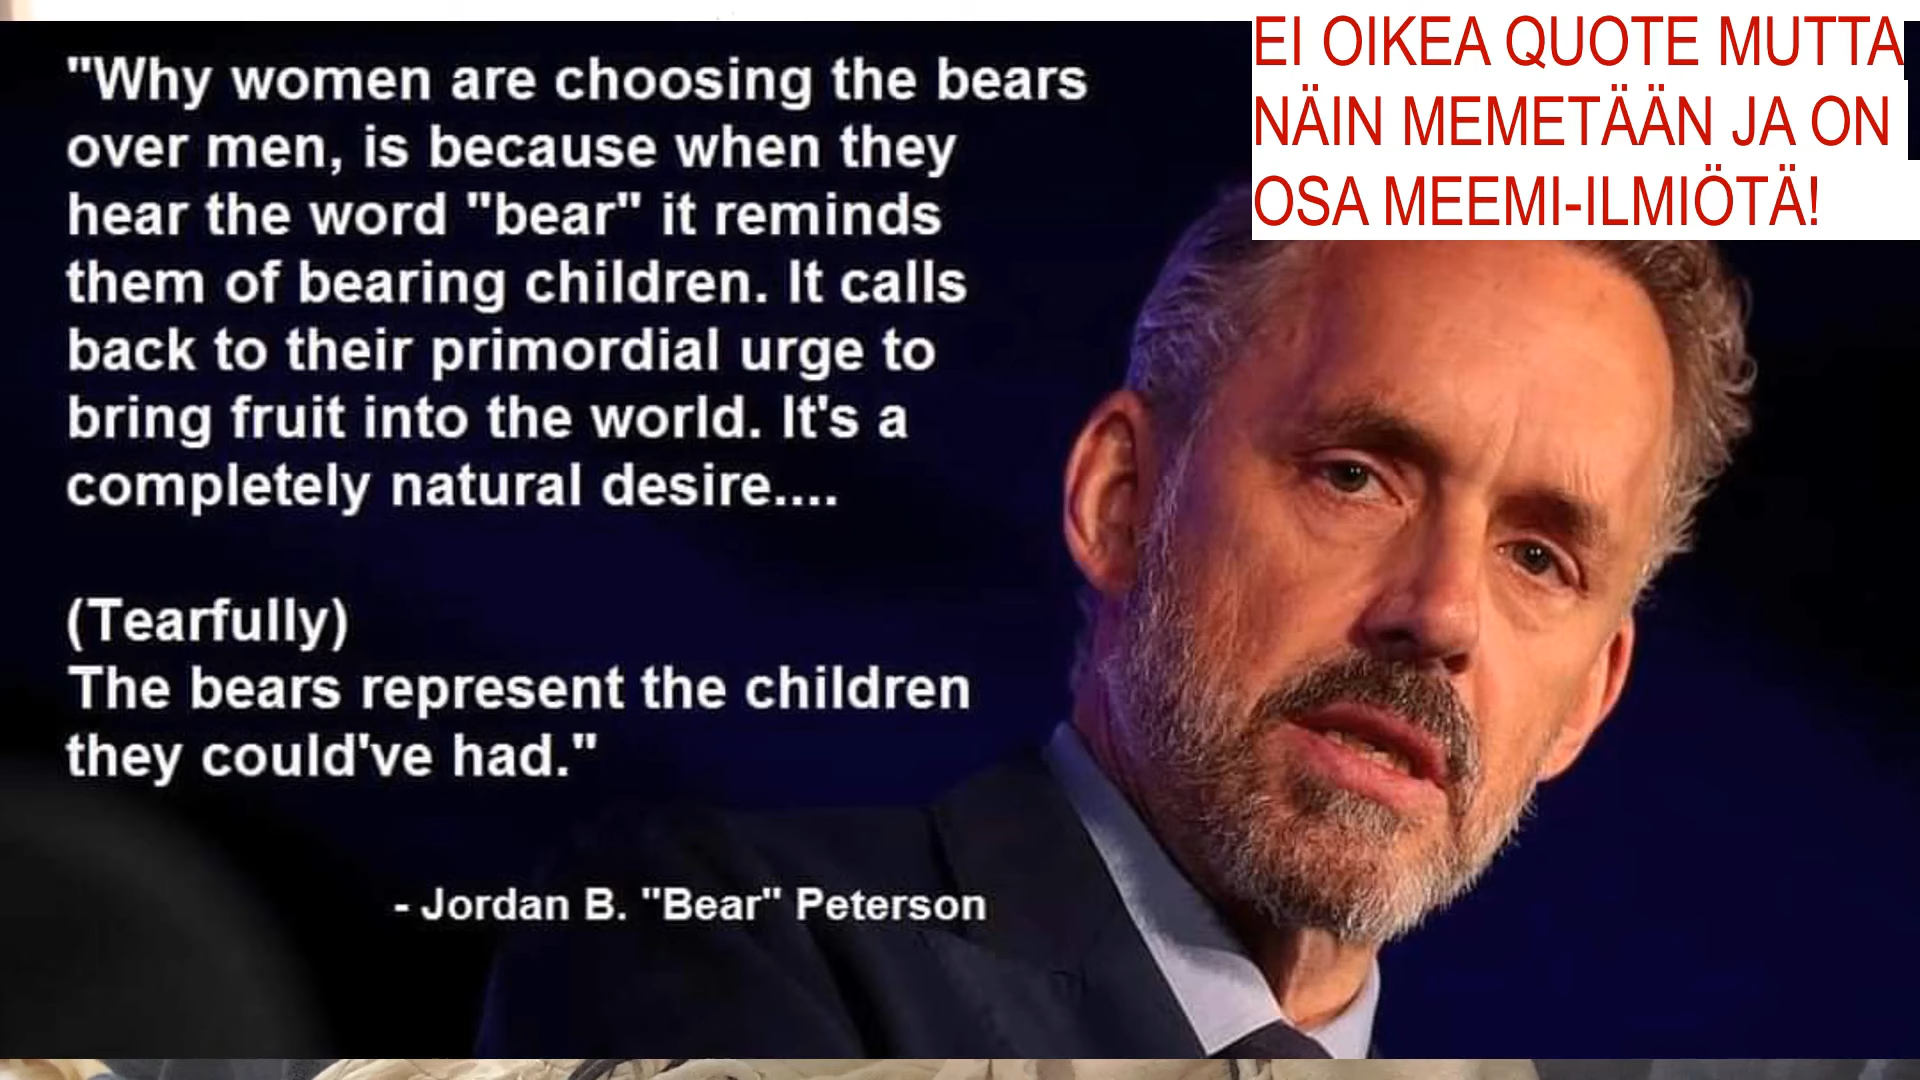 "Why women are choosing the bears
over men, is because when they
hear the word "bear" it reminds
them of bearing children. It calls
back to their primordial urge to
bring fruit into the world. It's a
completely natural desire....
(Tearfully)
The bears represent the children
they could've had."
- Jordan B. "Bear" Peterson
EI OIKEA QUOTE MUTTA
NÄIN MEMETÄÄN JA ON
OSA MEEMI-ILMIÖTÄ!